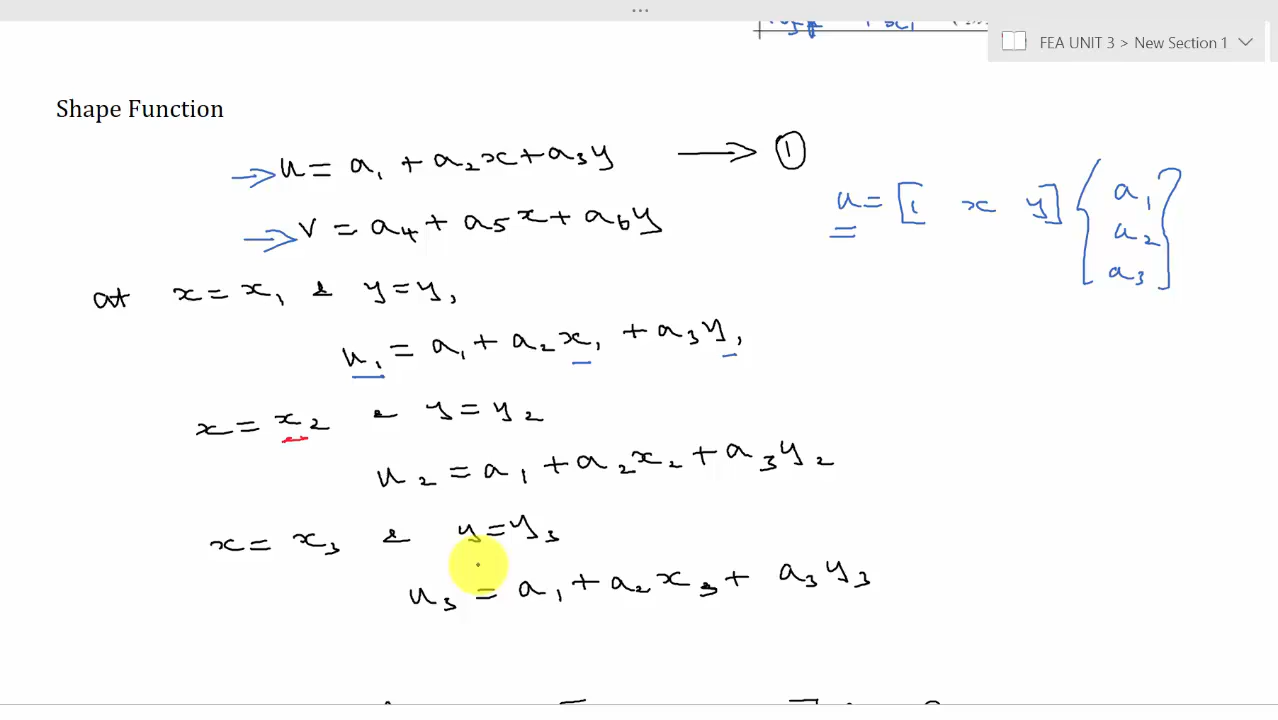 FEA UNIT 3 > New Section 1
Shape Function
u = a₁ + a₂x + a₃y → ①
v = a₄ + a₅x + a₆y
u = [1 x y] {a₁
a₂
a₃}
at x = x₁ & y = y₁
u₁ = a₁ + a₂x₁ + a₃y₁
x = x₂ & y = y₂
u₂ = a₁ + a₂x₂ + a₃y₂
x = x₃ & y = y₃
u₃ = a₁ + a₂x₃ + a₃y₃